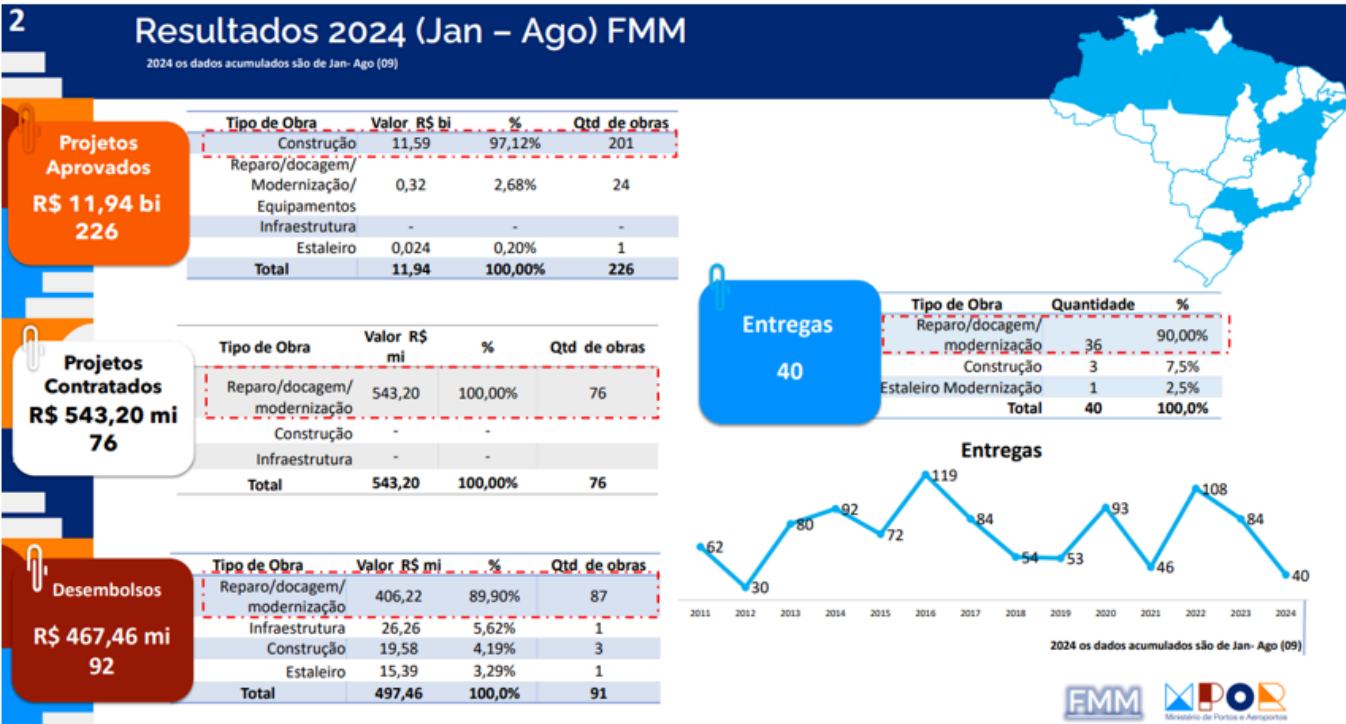 2
Resultados 2024 (Jan – Ago) FMM
2024 os dados acumulados são de Jan- Ago (09)
Projetos
Aprovados
R$ 11,94 bi
226
Tipo de Obra Valor R$ bi % Qtd de obras
Construção 11,59 97,12% 201
Reparo/docagem/
Modernização/ 0,32 2,68% 24
Equipamentos
Infraestrutura - - -
Estaleiro 0,024 0,20% 1
Total 11,94 100,00% 226
Projetos
Contratados
R$ 543,20 mi
76
Tipo de Obra Valor R$ mi % Qtd de obras
Reparo/docagem/
modernização 543,20 100,00% 76
Construção - -
Infraestrutura - -
Total 543,20 100,00% 76
Desembolsos
R$ 467,46 mi
92
Tipo de Obra Valor R$ mi % Qtd de obras
Reparo/docagem/
modernização 406,22 89,90% 87
Infraestrutura 26,26 5,62% 1
Construção 19,58 4,19% 3
Estaleiro 15,39 3,29% 1
Total 497,46 100,0% 91
Entregas
40
Tipo de Obra Quantidade %
Reparo/docagem/
modernização 36 90,00%
Construção 3 7,5%
Estaleiro Modernização 1 2,5%
Total 40 100,0%
Entregas
62 30 80 92 72 119 84 54 53 93 46 108 84 40
2011 2012 2013 2014 2015 2016 2017 2018 2019 2020 2021 2022 2023 2024
2024 os dados acumulados são de Jan- Ago (09)
FMM
MPOR
Ministério de Portos e Aeroportos